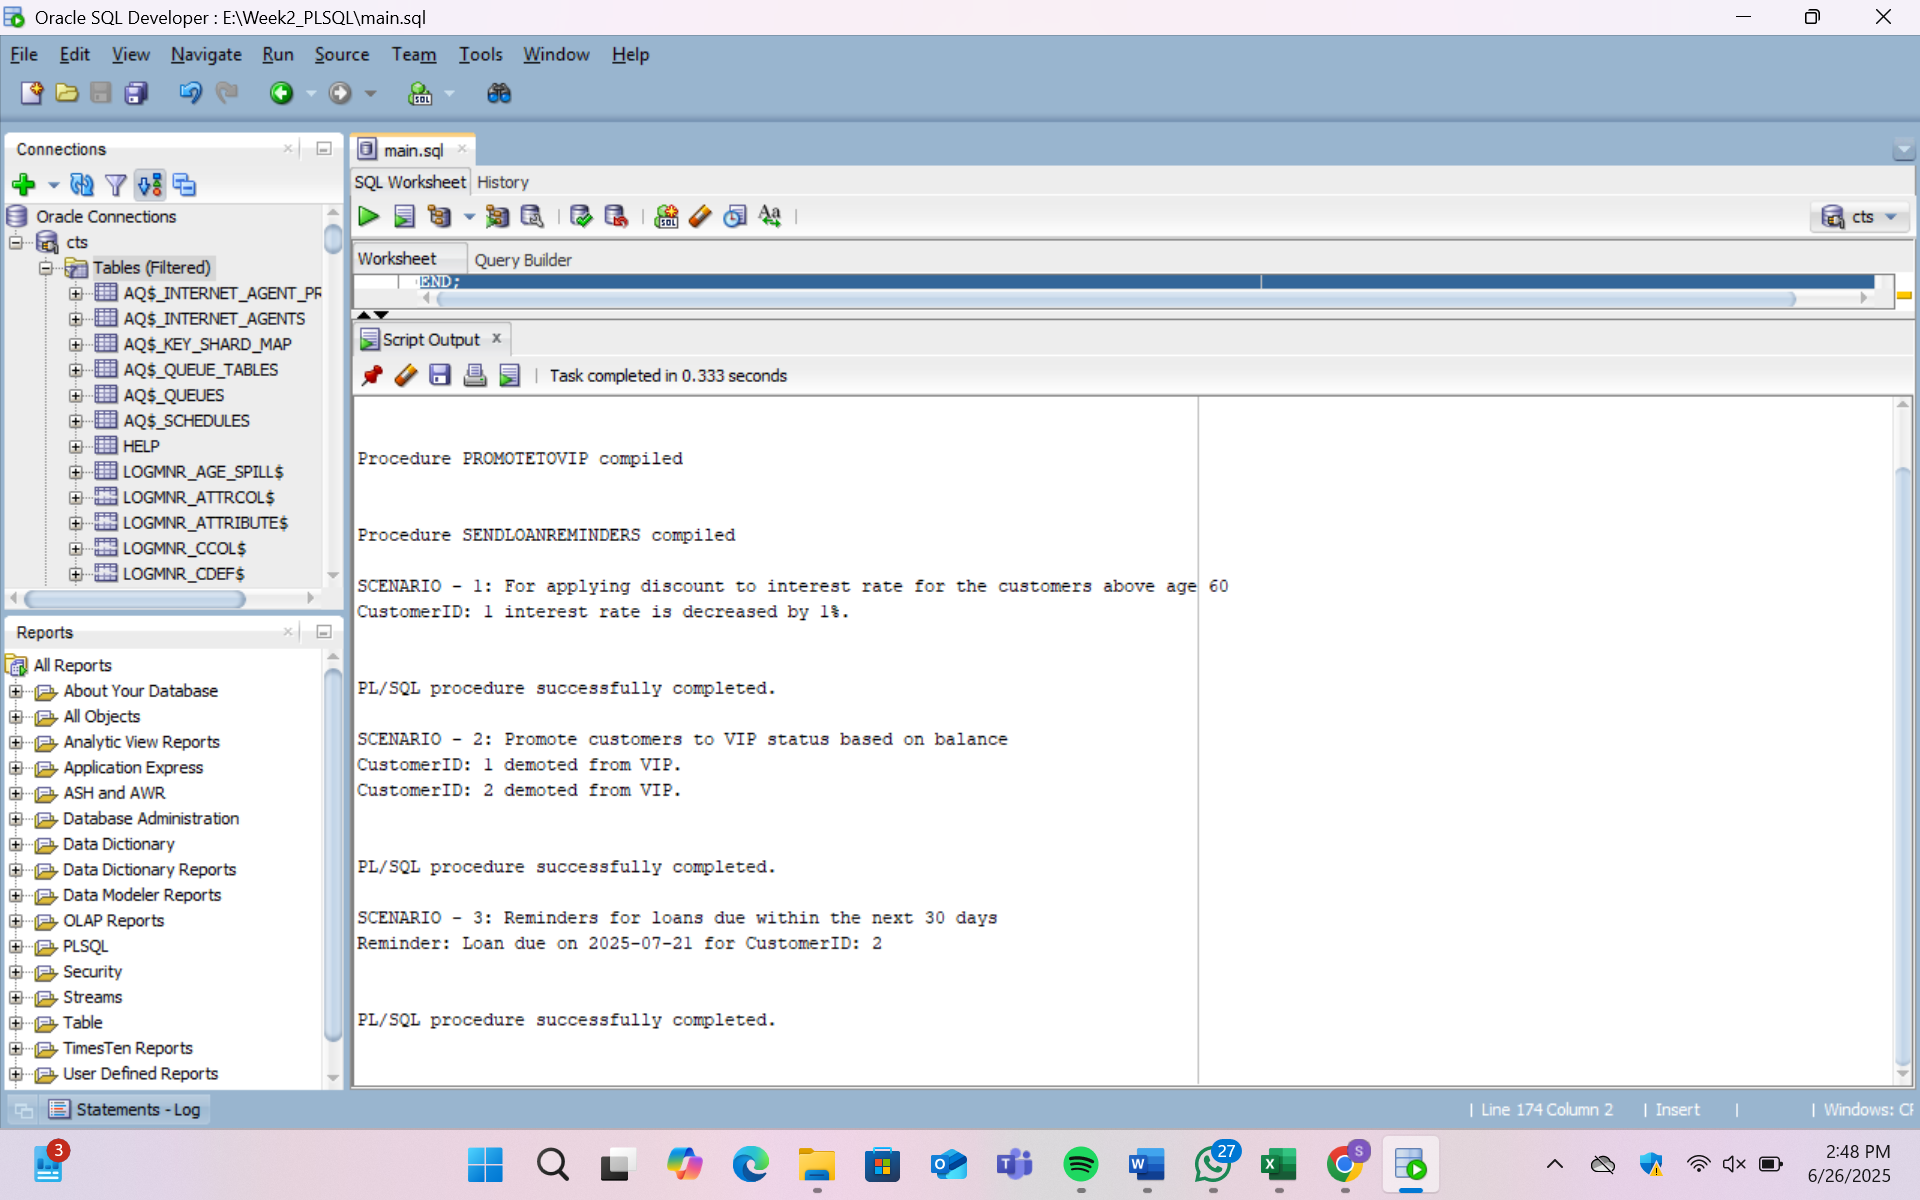 Oracle SQL Developer : E:\Week2_PLSQL\main.sql
File Edit View Navigate Run Source Team Tools Window Help
Connections
Oracle Connections
cts
Tables (Filtered)
AQ$_INTERNET_AGENT_PR
AQ$_INTERNET_AGENTS
AQ$_KEY_SHARD_MAP
AQ$_QUEUE_TABLES
AQ$_QUEUES
AQ$_SCHEDULES
HELP
LOGMNR_AGE_SPILL$
LOGMNR_ATTRCOL$
LOGMNR_ATTRIBUTE$
LOGMNR_CCOL$
LOGMNR_CDEF$
Reports
All Reports
About Your Database
All Objects
Analytic View Reports
Application Express
ASH and AWR
Database Administration
Data Dictionary
Data Dictionary Reports
Data Modeler Reports
OLAP Reports
PLSQL
Security
Streams
Table
TimesTen Reports
User Defined Reports
main.sql
SQL Worksheet History
cts
Worksheet Query Builder
END;
Script Output
Task completed in 0.333 seconds
Procedure PROMOTETOVIP compiled
Procedure SENDLOANREMINDERS compiled
SCENARIO - 1: For applying discount to interest rate for the customers above age 60
CustomerID: 1 interest rate is decreased by 1%.
PL/SQL procedure successfully completed.
SCENARIO - 2: Promote customers to VIP status based on balance
CustomerID: 1 demoted from VIP.
CustomerID: 2 demoted from VIP.
PL/SQL procedure successfully completed.
SCENARIO - 3: Reminders for loans due within the next 30 days
Reminder: Loan due on 2025-07-21 for CustomerID: 2
PL/SQL procedure successfully completed.
Statements - Log
Line 174 Column 2
Insert
Windows: CF
3
27
S
2:48 PM
6/26/2025